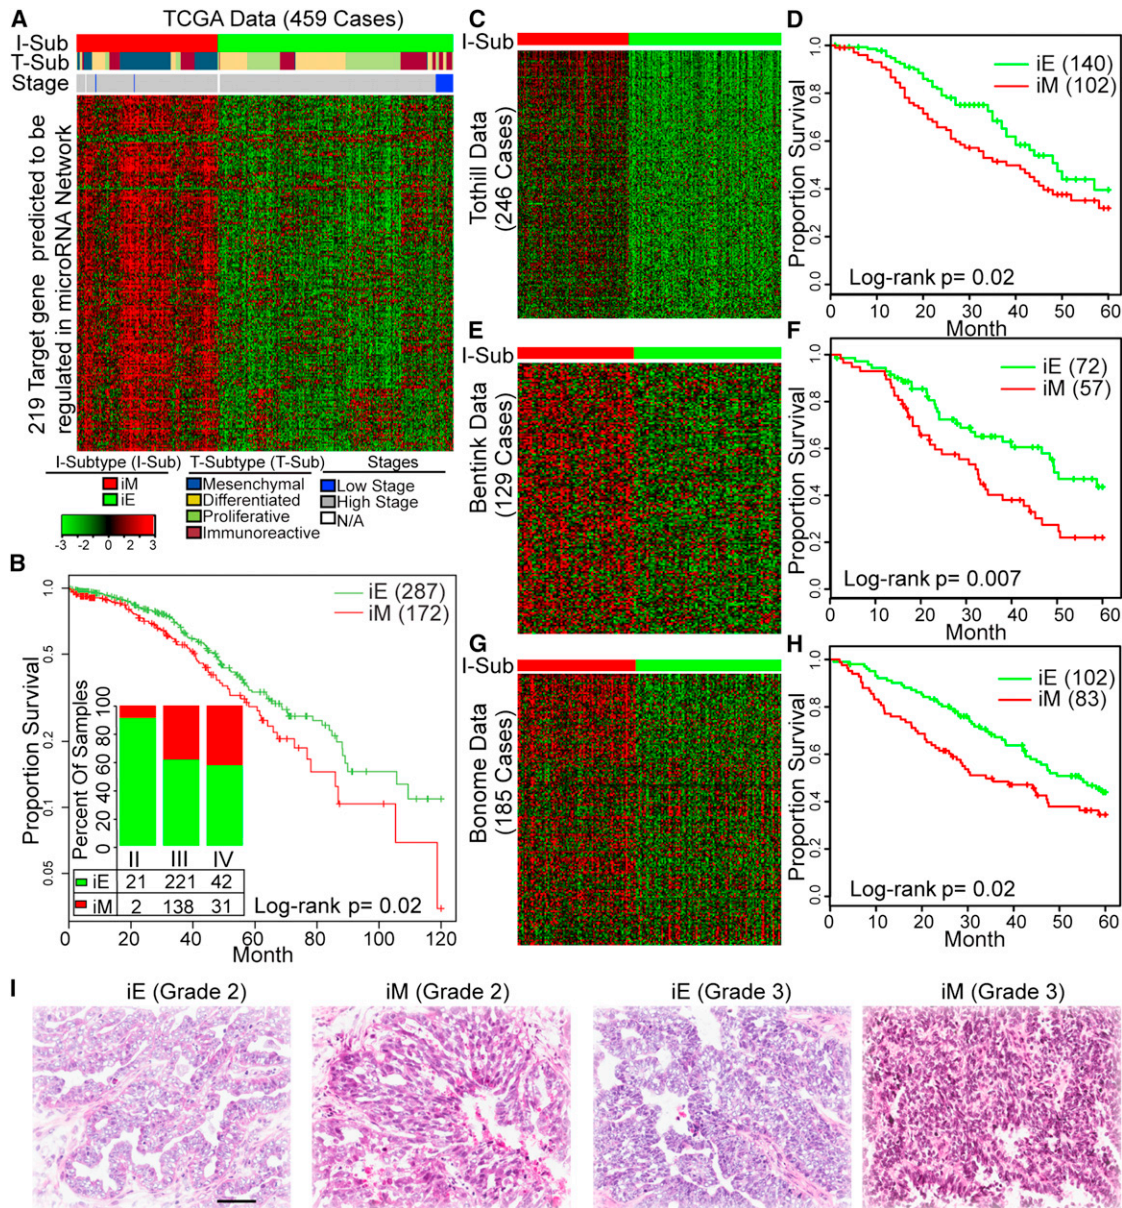 A
TCGA Data (459 Cases)
I-Sub
T-Sub
Stage
219 Target gene predicted to be
regulated in microRNA Network
I-Subtype (I-Sub)
iM
iE
-3 -2 0 2 3
T-Subtype (T-Sub)
Mesenchymal
Differentiated
Proliferative
Immunoreactive
Stages
Low Stage
High Stage
N/A
B
iE (287)
iM (172)
Proportion Survival
1.0
0.5
0.2
0.1
0.05
Percent Of Samples
0 20 40 60 80 100
II III IV
iE 21 221 42
iM 2 138 31
Log-rank p= 0.02
0 20 40 60 80 100 120
Month
C
I-Sub
Tothill Data
(246 Cases)
D
iE (140)
iM (102)
Proportion Survival
0.0 0.2 0.4 0.6 0.8 1.0
Log-rank p= 0.02
0 10 20 30 40 50 60
Month
E
I-Sub
Bentink Data
(129 Cases)
F
iE (72)
iM (57)
Proportion Survival
0.0 0.2 0.4 0.6 0.8 1.0
Log-rank p= 0.007
0 10 20 30 40 50 60
Month
G
I-Sub
Bonome Data
(185 Cases)
H
iE (102)
iM (83)
Proportion Survival
0.0 0.2 0.4 0.6 0.8 1.0
Log-rank p= 0.02
0 10 20 30 40 50 60
Month
I
iE (Grade 2)
iM (Grade 2)
iE (Grade 3)
iM (Grade 3)